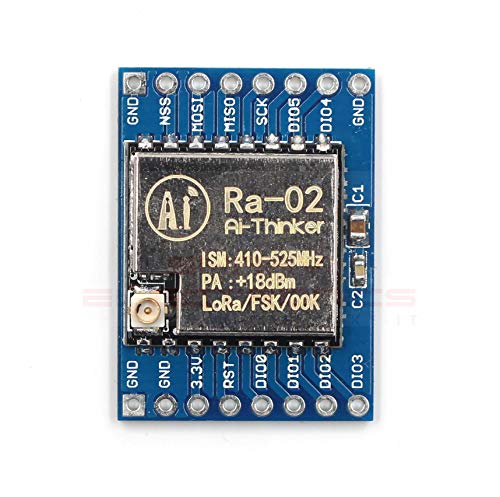 GND NSS MOSI MISO SCK DIO5 DIO4 GND
Ai
Ra-02
Ai-Thinker
ISM:410-525MHz
PA :+18dBm
LoRa/FSK/OOK
C1
C2
GND GND 3.3V RST DIO0 DIO1 DIO2 DIO3